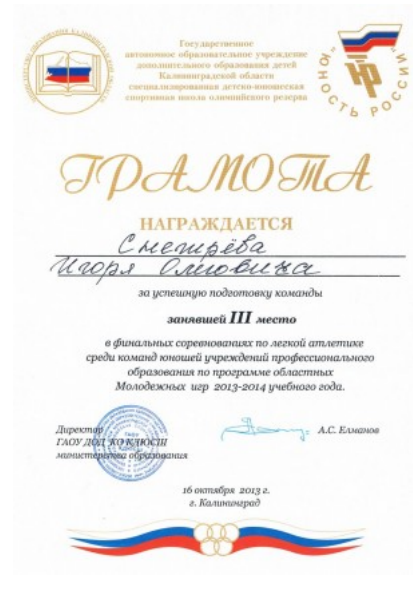 Государственное
автономное образовательное учреждение
дополнительного образования детей
Калининградской области
специализированная детско-юношеская
спортивная школа олимпийского резерва
"ЮНОСТЬ РОССИИ"
ГРАМОТА
НАГРАЖДАЕТСЯ
Игоря Олеговича
за успешную подготовку команды
занявшей III место
в финальных соревнованиях по легкой атлетике
среди команд юношей учреждений профессионального
образования по программе областных
Молодежных игр 2013-2014 учебного года.
Директор
ГАОУ ДОД КО КДЮСШ
министерства образования
А.С. Елманов
16 октября 2013 г.
г. Калининград